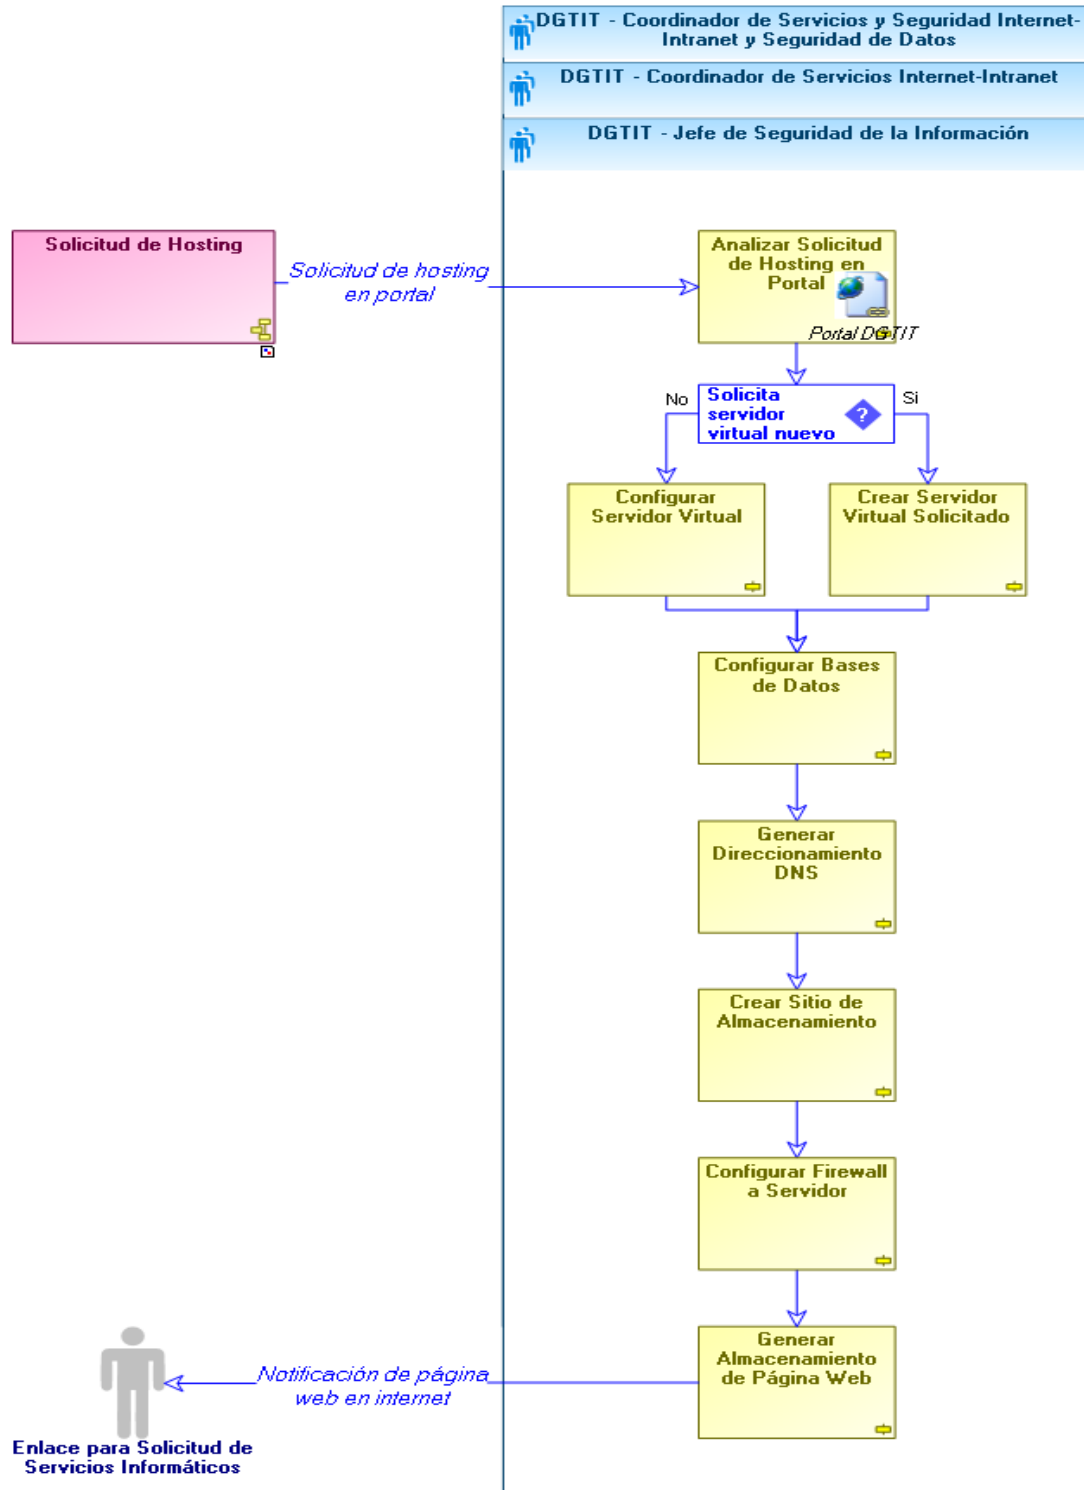 DGTIT - Coordinador de Servicios y Seguridad Internet-
Intranet y Seguridad de Datos
DGTIT - Coordinador de Servicios Internet-Intranet
DGTIT - Jefe de Seguridad de la Información
Solicitud de Hosting
Solicitud de hosting
en portal
Analizar Solicitud
de Hosting en
Portal
Portal DGTIT
No
Solicita
servidor
virtual nuevo
?
Si
Configurar
Servidor Virtual
Crear Servidor
Virtual Solicitado
Configurar Bases
de Datos
Generar
Direccionamiento
DNS
Crear Sitio de
Almacenamiento
Configurar Firewall
a Servidor
Generar
Almacenamiento
de Página Web
Notificación de página
web en internet
Enlace para Solicitud de
Servicios Informáticos